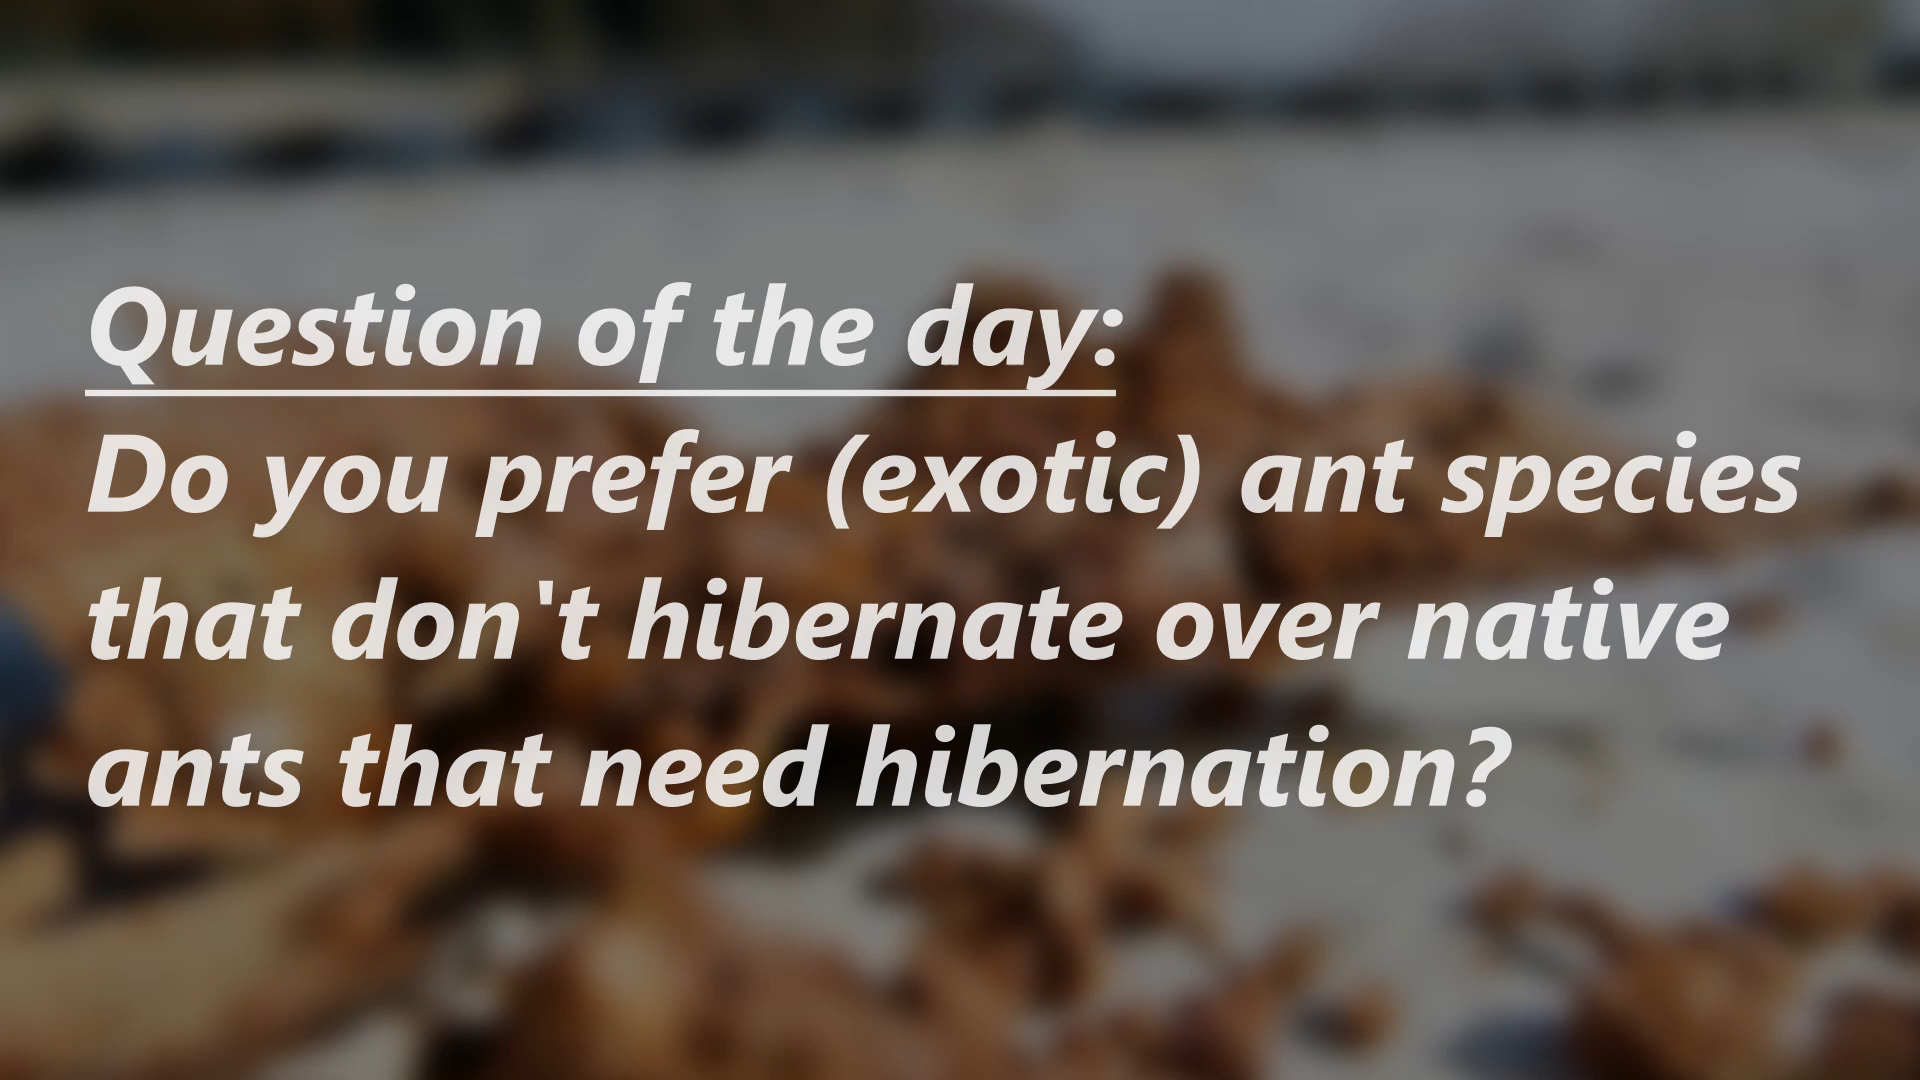 Question of the day:
Do you prefer (exotic) ant species
that don't hibernate over native
ants that need hibernation?